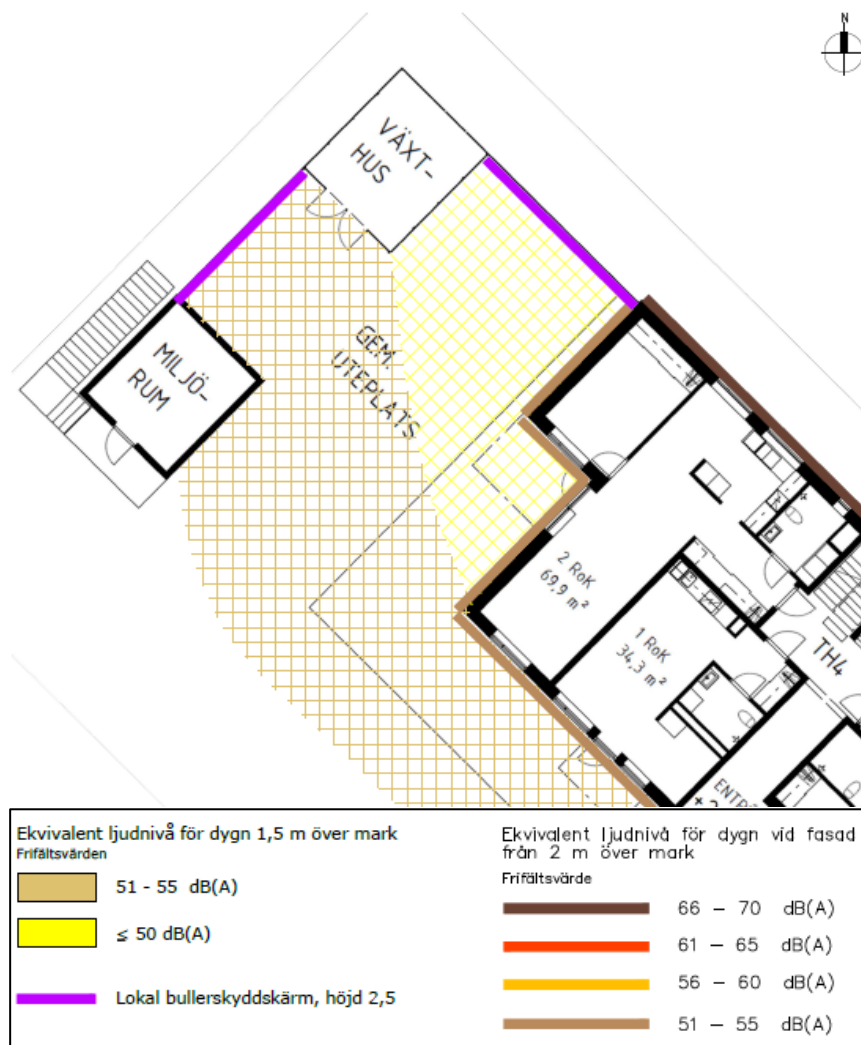 N
VÄXT-
HUS
MILJÖ-
RUM
GEM.
UTEPLATS
2 RoK
69,9 m²
1 RoK
34,3 m²
TH4
Ekvivalent ljudnivå för dygn 1,5 m över mark
Frifältsvärden
51 - 55 dB(A)
≤ 50 dB(A)
Lokal bullerskyddskärm, höjd 2,5
Ekvivalent ljudnivå för dygn vid fasad
från 2 m över mark
Frifältsvärde
66 – 70 dB(A)
61 – 65 dB(A)
56 – 60 dB(A)
51 – 55 dB(A)